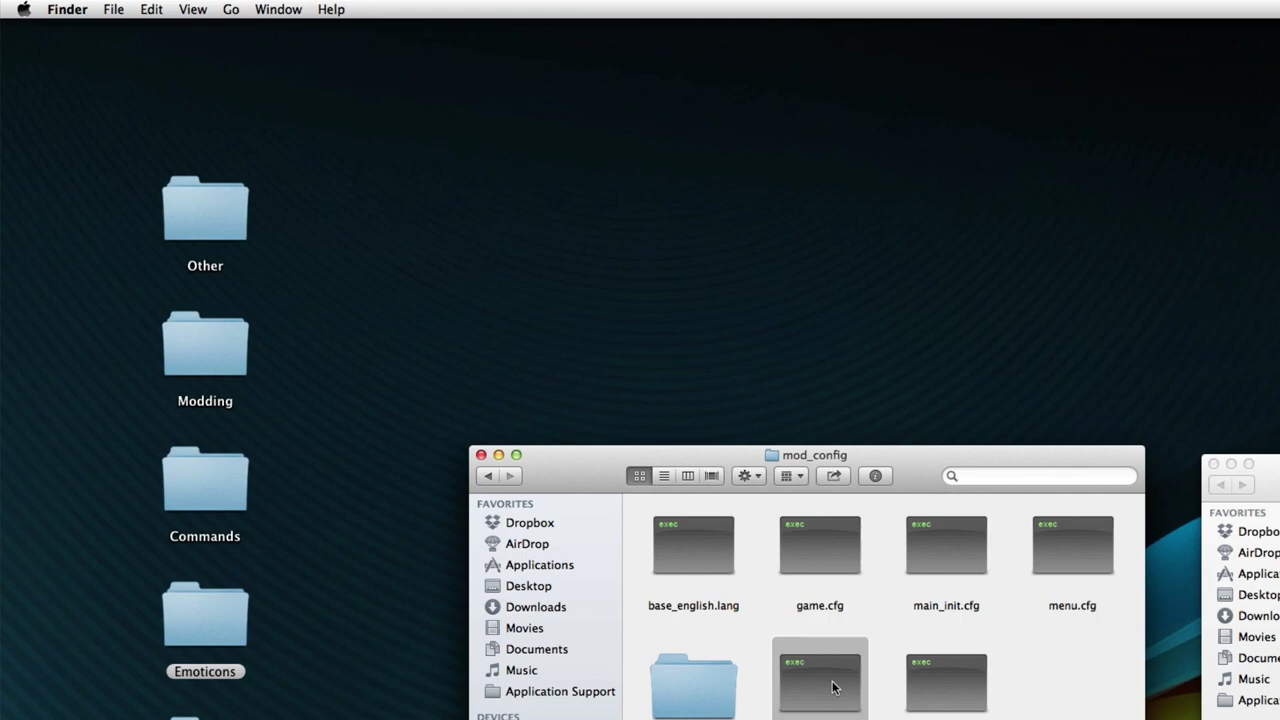 Finder File Edit View Go Window Help
Other
Modding
Commands
Emoticons
mod_config
FAVORITES
Dropbox
AirDrop
Applications
Desktop
Downloads
Movies
Documents
Music
Application Support
DEVICES
exec exec exec exec
base_english.lang game.cfg main_init.cfg menu.cfg
exec exec
FAVORITES
Dropbo
AirDrop
Applica
Desktop
Downlo
Movies
Docume
Music
Applica